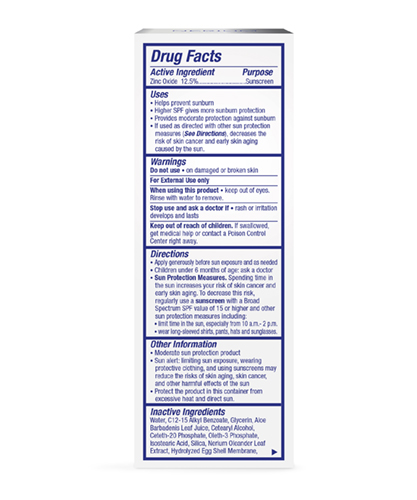 Drug Facts
Active Ingredient Purpose
Zinc Oxide 12.5%....................Sunscreen
Uses
• Helps prevent sunburn
• Higher SPF gives more sunburn protection
• Provides moderate protection against sunburn
• If used as directed with other sun protection
measures (See Directions), decreases the
risk of skin cancer and early skin aging
caused by the sun.
Warnings
Do not use • on damaged or broken skin
For External Use only
When using this product • keep out of eyes.
Rinse with water to remove.
Stop use and ask a doctor if • rash or irritation
develops and lasts
Keep out of reach of children. If swallowed,
get medical help or contact a Poison Control
Center right away.
Directions
• Apply generously before sun exposure and as needed
• Children under 6 months of age: ask a doctor
• Sun Protection Measures. Spending time in
the sun increases your risk of skin cancer and
early skin aging. To decrease this risk,
regularly use a sunscreen with a Broad
Spectrum SPF value of 15 or higher and other
sun protection measures including:
• limit time in the sun, especially from 10 a.m.- 2 p.m.
• wear long-sleeved shirts, pants, hats and sunglasses.
Other Information
• Moderate sun protection product
• Sun alert: limiting sun exposure, wearing
protective clothing, and using sunscreens may
reduce the risks of skin aging, skin cancer,
and other harmful effects of the sun
• Protect the product in this container from
excessive heat and direct sun.
Inactive Ingredients
Water, C12-15 Alkyl Benzoate, Glycerin, Aloe
Barbadenis Leaf Juice, Cetearyl Alcohol,
Ceteth-20 Phosphate, Oleth-3 Phosphate,
Isostearic Acid, Silica, Nerium Oleander Leaf
Extract, Hydrolyzed Egg Shell Membrane,